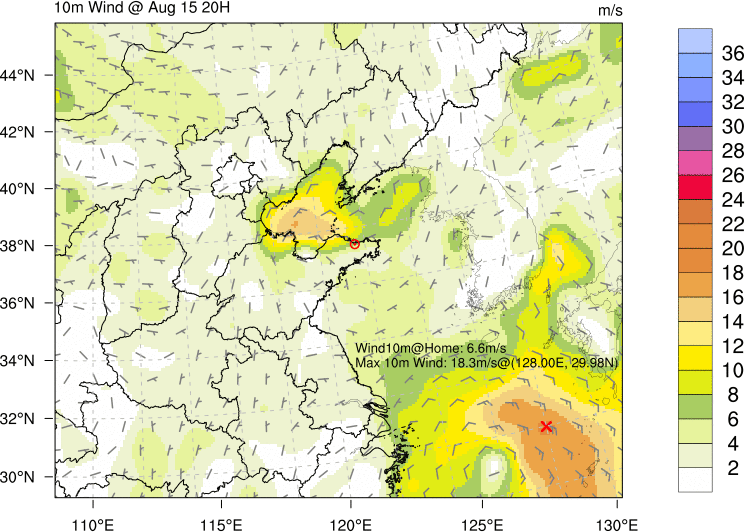 10m Wind @ Aug 15 20H
m/s
44°N
42°N
40°N
38°N
36°N
34°N
32°N
30°N
Wind10m@Home: 6.6m/s
Max 10m Wind: 18.3m/s@(128.00E, 29.98N)
110°E
115°E
120°E
125°E
130°E
36
34
32
30
28
26
24
22
20
18
16
14
12
10
8
6
4
2